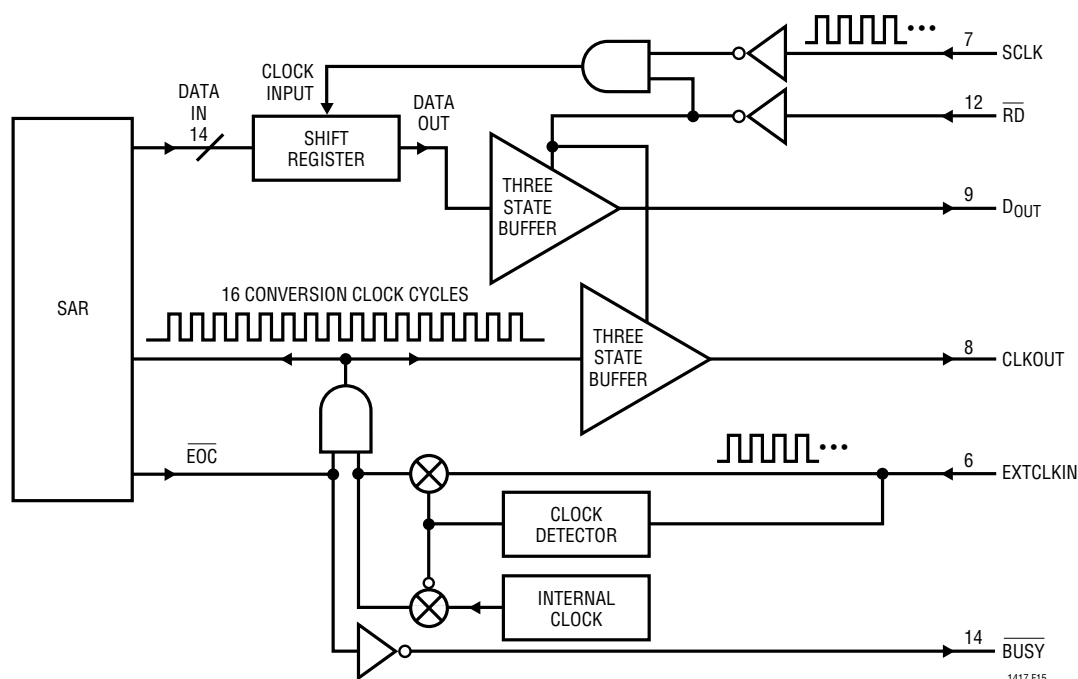 7
SCLK
12
RD
CLOCK
INPUT
DATA
IN
14
DATA
OUT
SHIFT
REGISTER
THREE
STATE
BUFFER
9
DOUT
SAR
16 CONVERSION CLOCK CYCLES
THREE
STATE
BUFFER
8
CLKOUT
EOC
6
EXTCLKIN
CLOCK
DETECTOR
INTERNAL
CLOCK
14
BUSY
1417 F15